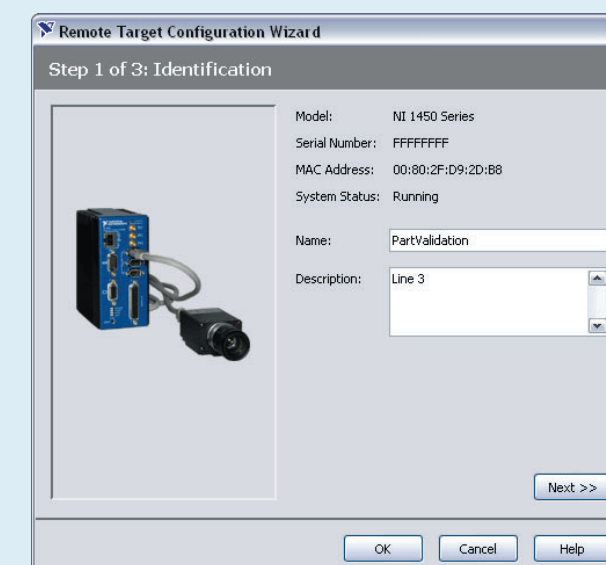 Remote Target Configuration Wizard
Step 1 of 3: Identification
Model: NI 1450 Series
Serial Number: FFFFFFFF
MAC Address: 00:80:2F:D9:2D:B8
System Status: Running
Name: PartValidation
Description: Line 3
Next >>
OK Cancel Help